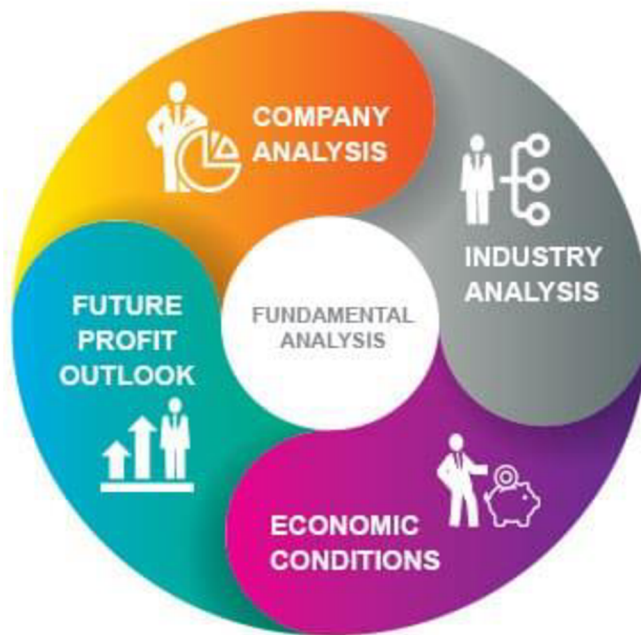 COMPANY
ANALYSIS
INDUSTRY
ANALYSIS
FUTURE
PROFIT
OUTLOOK
FUNDAMENTAL
ANALYSIS
ECONOMIC
CONDITIONS